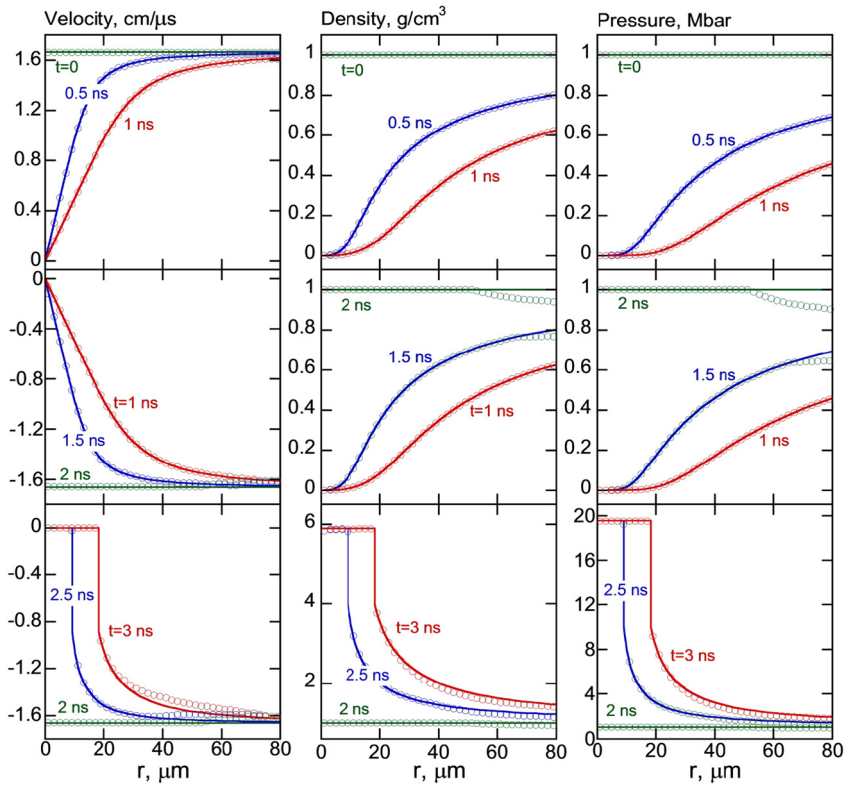 Velocity, cm/μs Density, g/cm³ Pressure, Mbar
1.6 1 1
t=0 t=0 t=0
0.5 ns 0.8 0.8
1.2 0.5 ns 0.5 ns
1 ns 0.6 0.6
0.8 1 ns
0.4 0.4
0.4 1 ns
0.2 0.2
0 0 0
0 1 1
2 ns 2 ns
-0.4 0.8 0.8
1.5 ns 1.5 ns
0.6 0.6
-0.8
t=1 ns 0.4 t=1 ns 0.4
-1.2 1 ns
1.5 ns 0.2 0.2
2 ns
-1.6 0 0
0 6 20
16
-0.4
2.5 ns 2.5 ns
4 12
-0.8 t=3 ns t=3 ns
t=3 ns
8
-1.2 2.5 ns
2
4
2 ns 2 ns 2 ns
-1.6
0
0 20 40 60 80 0 20 40 60 80 0 20 40 60 80
r, μm r, μm r, μm